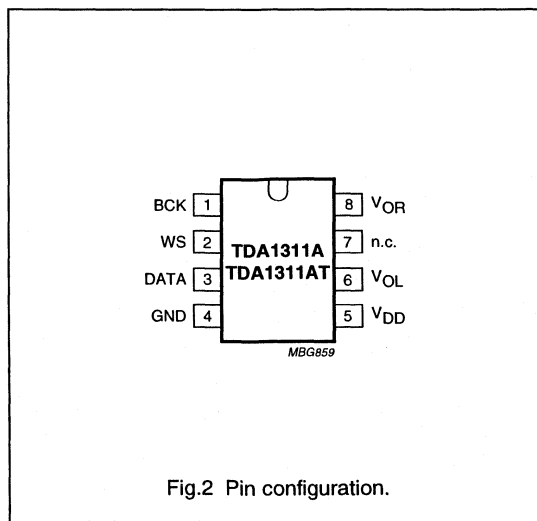 BCK 1 8 VOR
WS 2 7 n.c.
TDA1311A
TDA1311AT
DATA 3 6 VOL
GND 4 5 VDD
MBG859
Fig.2 Pin configuration.